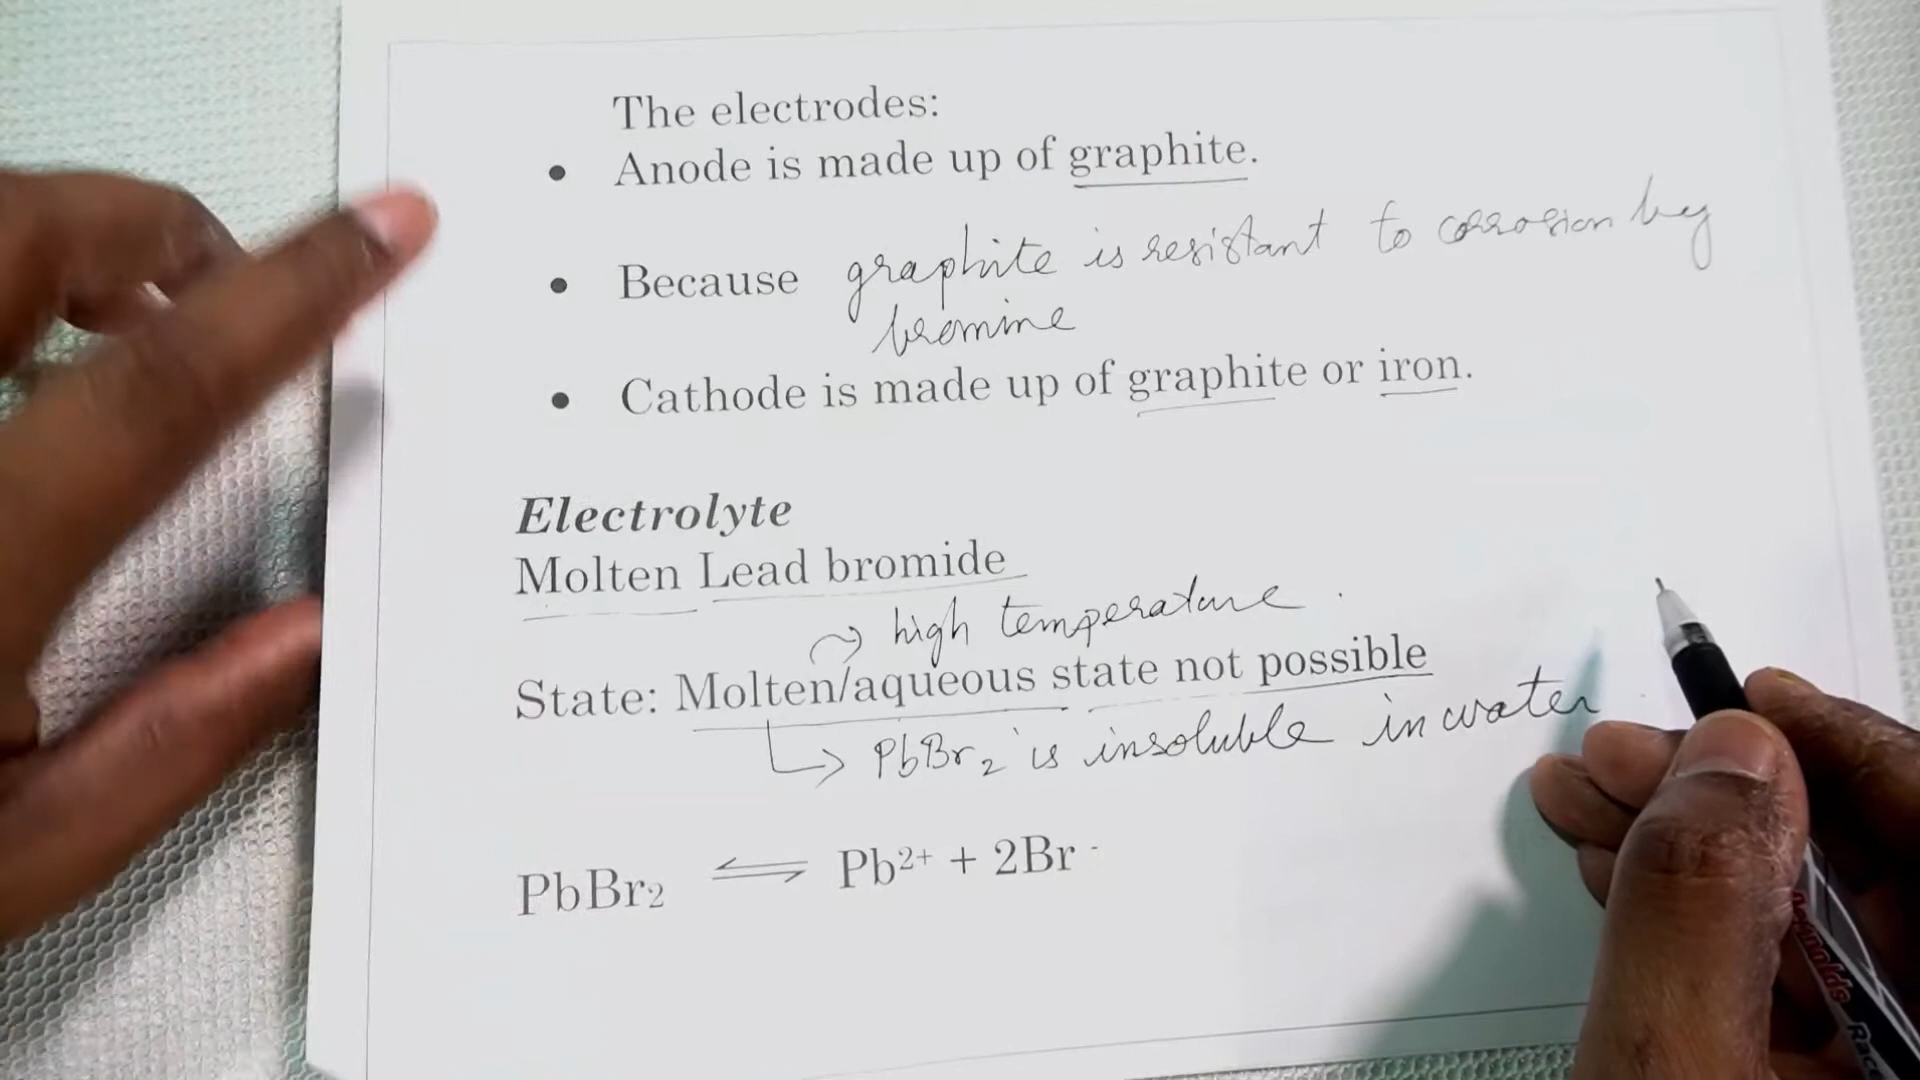 The electrodes:
• Anode is made up of graphite.
• Because graphite is resistant to corrosion by
bromine
• Cathode is made up of graphite or iron.
Electrolyte
Molten Lead bromide
high temperature.
State: Molten/aqueous state not possible
PbBr₂ is insoluble in water
PbBr₂ ⇌ Pb²⁺ + 2Br⁻
Reynolds Rac